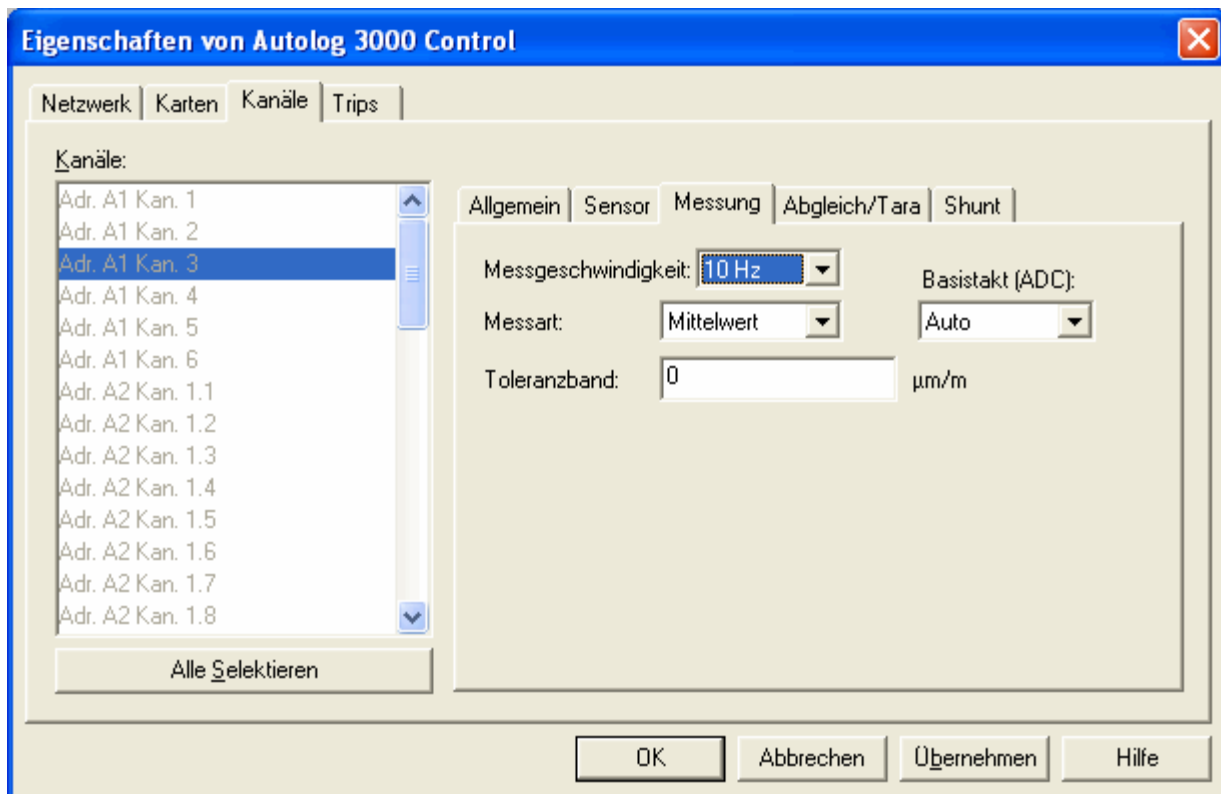 Eigenschaften von Autolog 3000 Control
Netzwerk Karten Kanäle Trips
Kanäle:
Adr. A1 Kan. 1
Adr. A1 Kan. 2
Adr. A1 Kan. 3
Adr. A1 Kan. 4
Adr. A1 Kan. 5
Adr. A1 Kan. 6
Adr. A2 Kan. 1.1
Adr. A2 Kan. 1.2
Adr. A2 Kan. 1.3
Adr. A2 Kan. 1.4
Adr. A2 Kan. 1.5
Adr. A2 Kan. 1.6
Adr. A2 Kan. 1.7
Adr. A2 Kan. 1.8
Alle Selektieren
Allgemein Sensor Messung Abgleich/Tara Shunt
Messgeschwindigkeit: 10 Hz
Basistakt (ADC):
Messart: Mittelwert Auto
Toleranzband: 0 µm/m
OK Abbrechen Übernehmen Hilfe